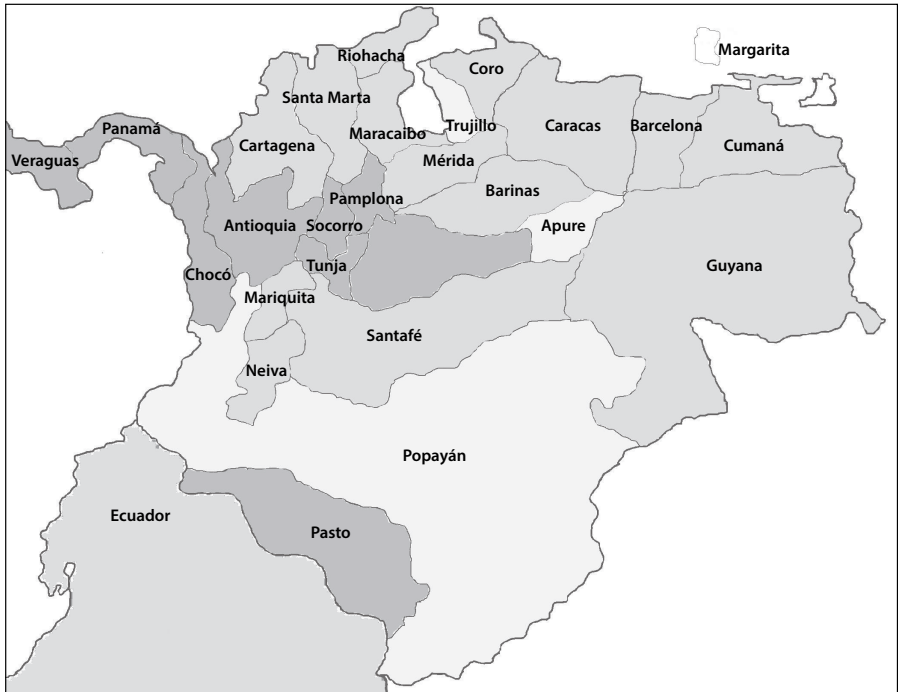 Margarita
Riohacha
Coro
Santa Marta
Panamá
Maracaibo
Trujillo
Caracas
Barcelona
Cartagena
Cumaná
Veraguas
Mérida
Barinas
Pamplona
Antioquia
Socorro
Apure
Tunja
Guyana
Chocó
Mariquita
Santafé
Neiva
Popayán
Ecuador
Pasto